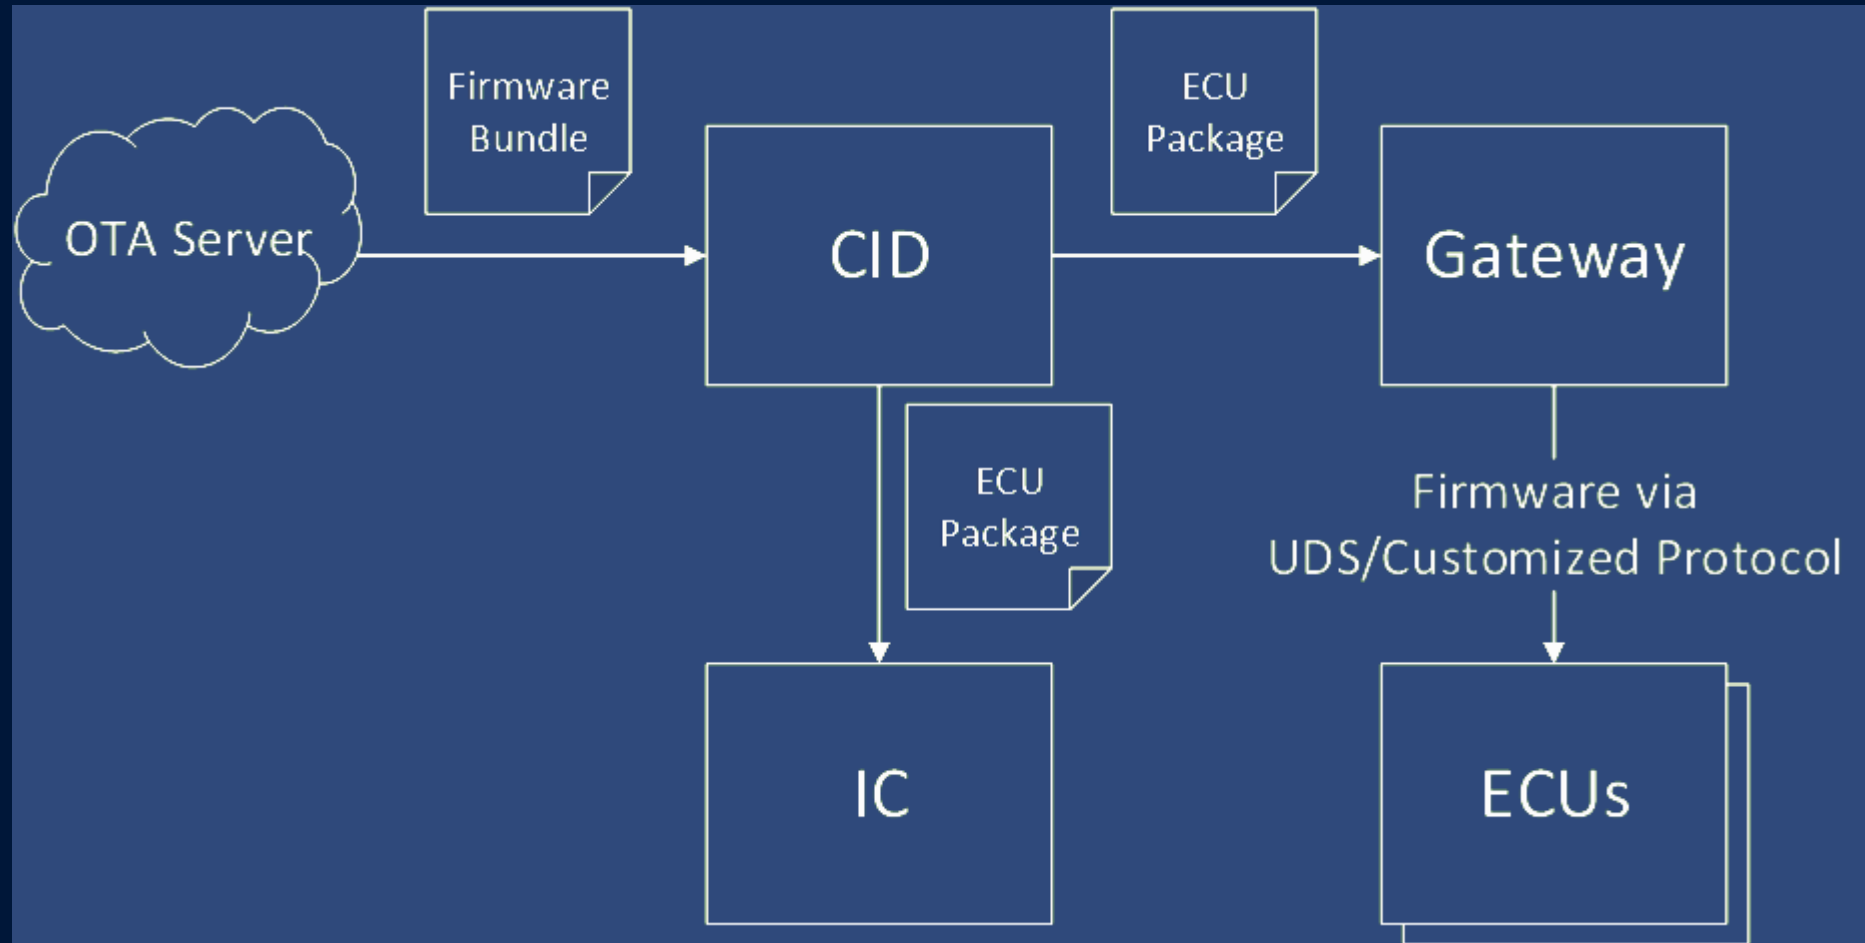 Firmware
Bundle
ECU
Package
OTA Server
CID
Gateway
ECU
Package
Firmware via
UDS/Customized Protocol
IC
ECUs